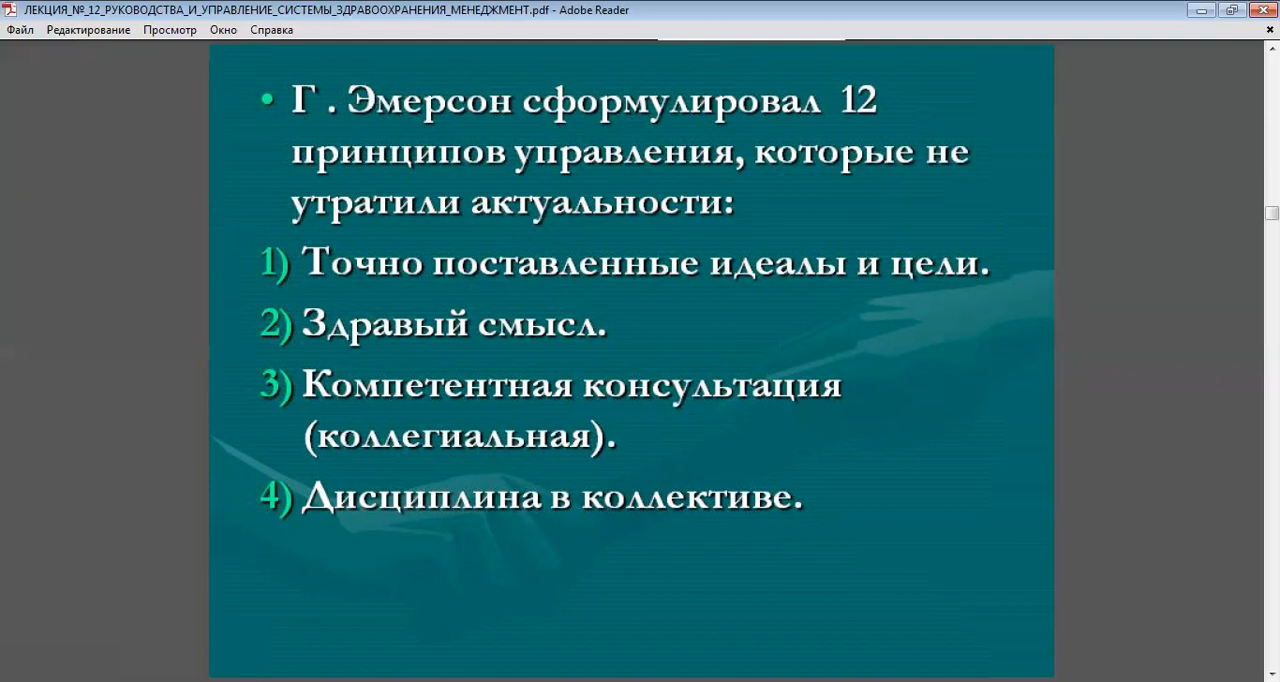 ЛЕКЦИЯ_№_12_РУКОВОДСТВА_И_УПРАВЛЕНИЕ_СИСТЕМЫ_ЗДРАВООХРАНЕНИЯ_МЕНЕДЖМЕНТ.pdf - Adobe Reader
Файл Редактирование Просмотр Окно Справка
• Г . Эмерсон сформулировал 12
принципов управления, которые не
утратили актуальности:
1) Точно поставленные идеалы и цели.
2) Здравый смысл.
3) Компетентная консультация
(коллегиальная).
4) Дисциплина в коллективе.